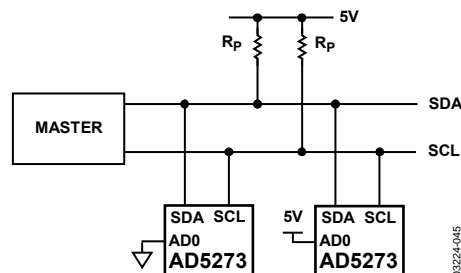 5V
RP RP
SDA
MASTER
SCL
SDA SCL
AD0
AD5273
5V
SDA SCL
AD0
AD5273
03224-045